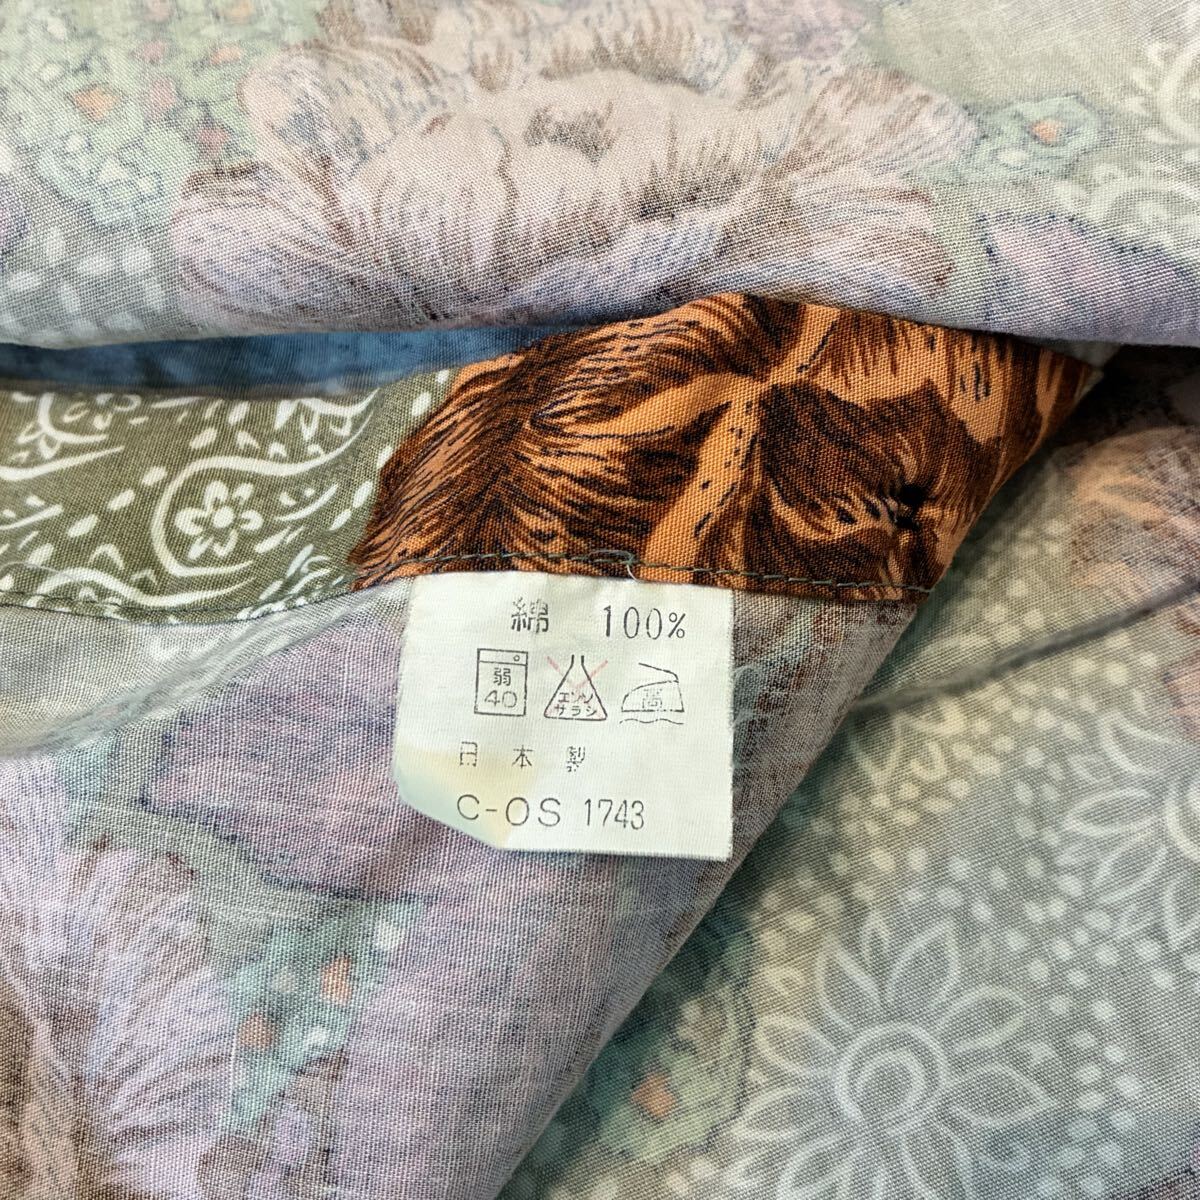 綿 100%
弱 40 エンソサラシ 高
日本製
C-OS 1743